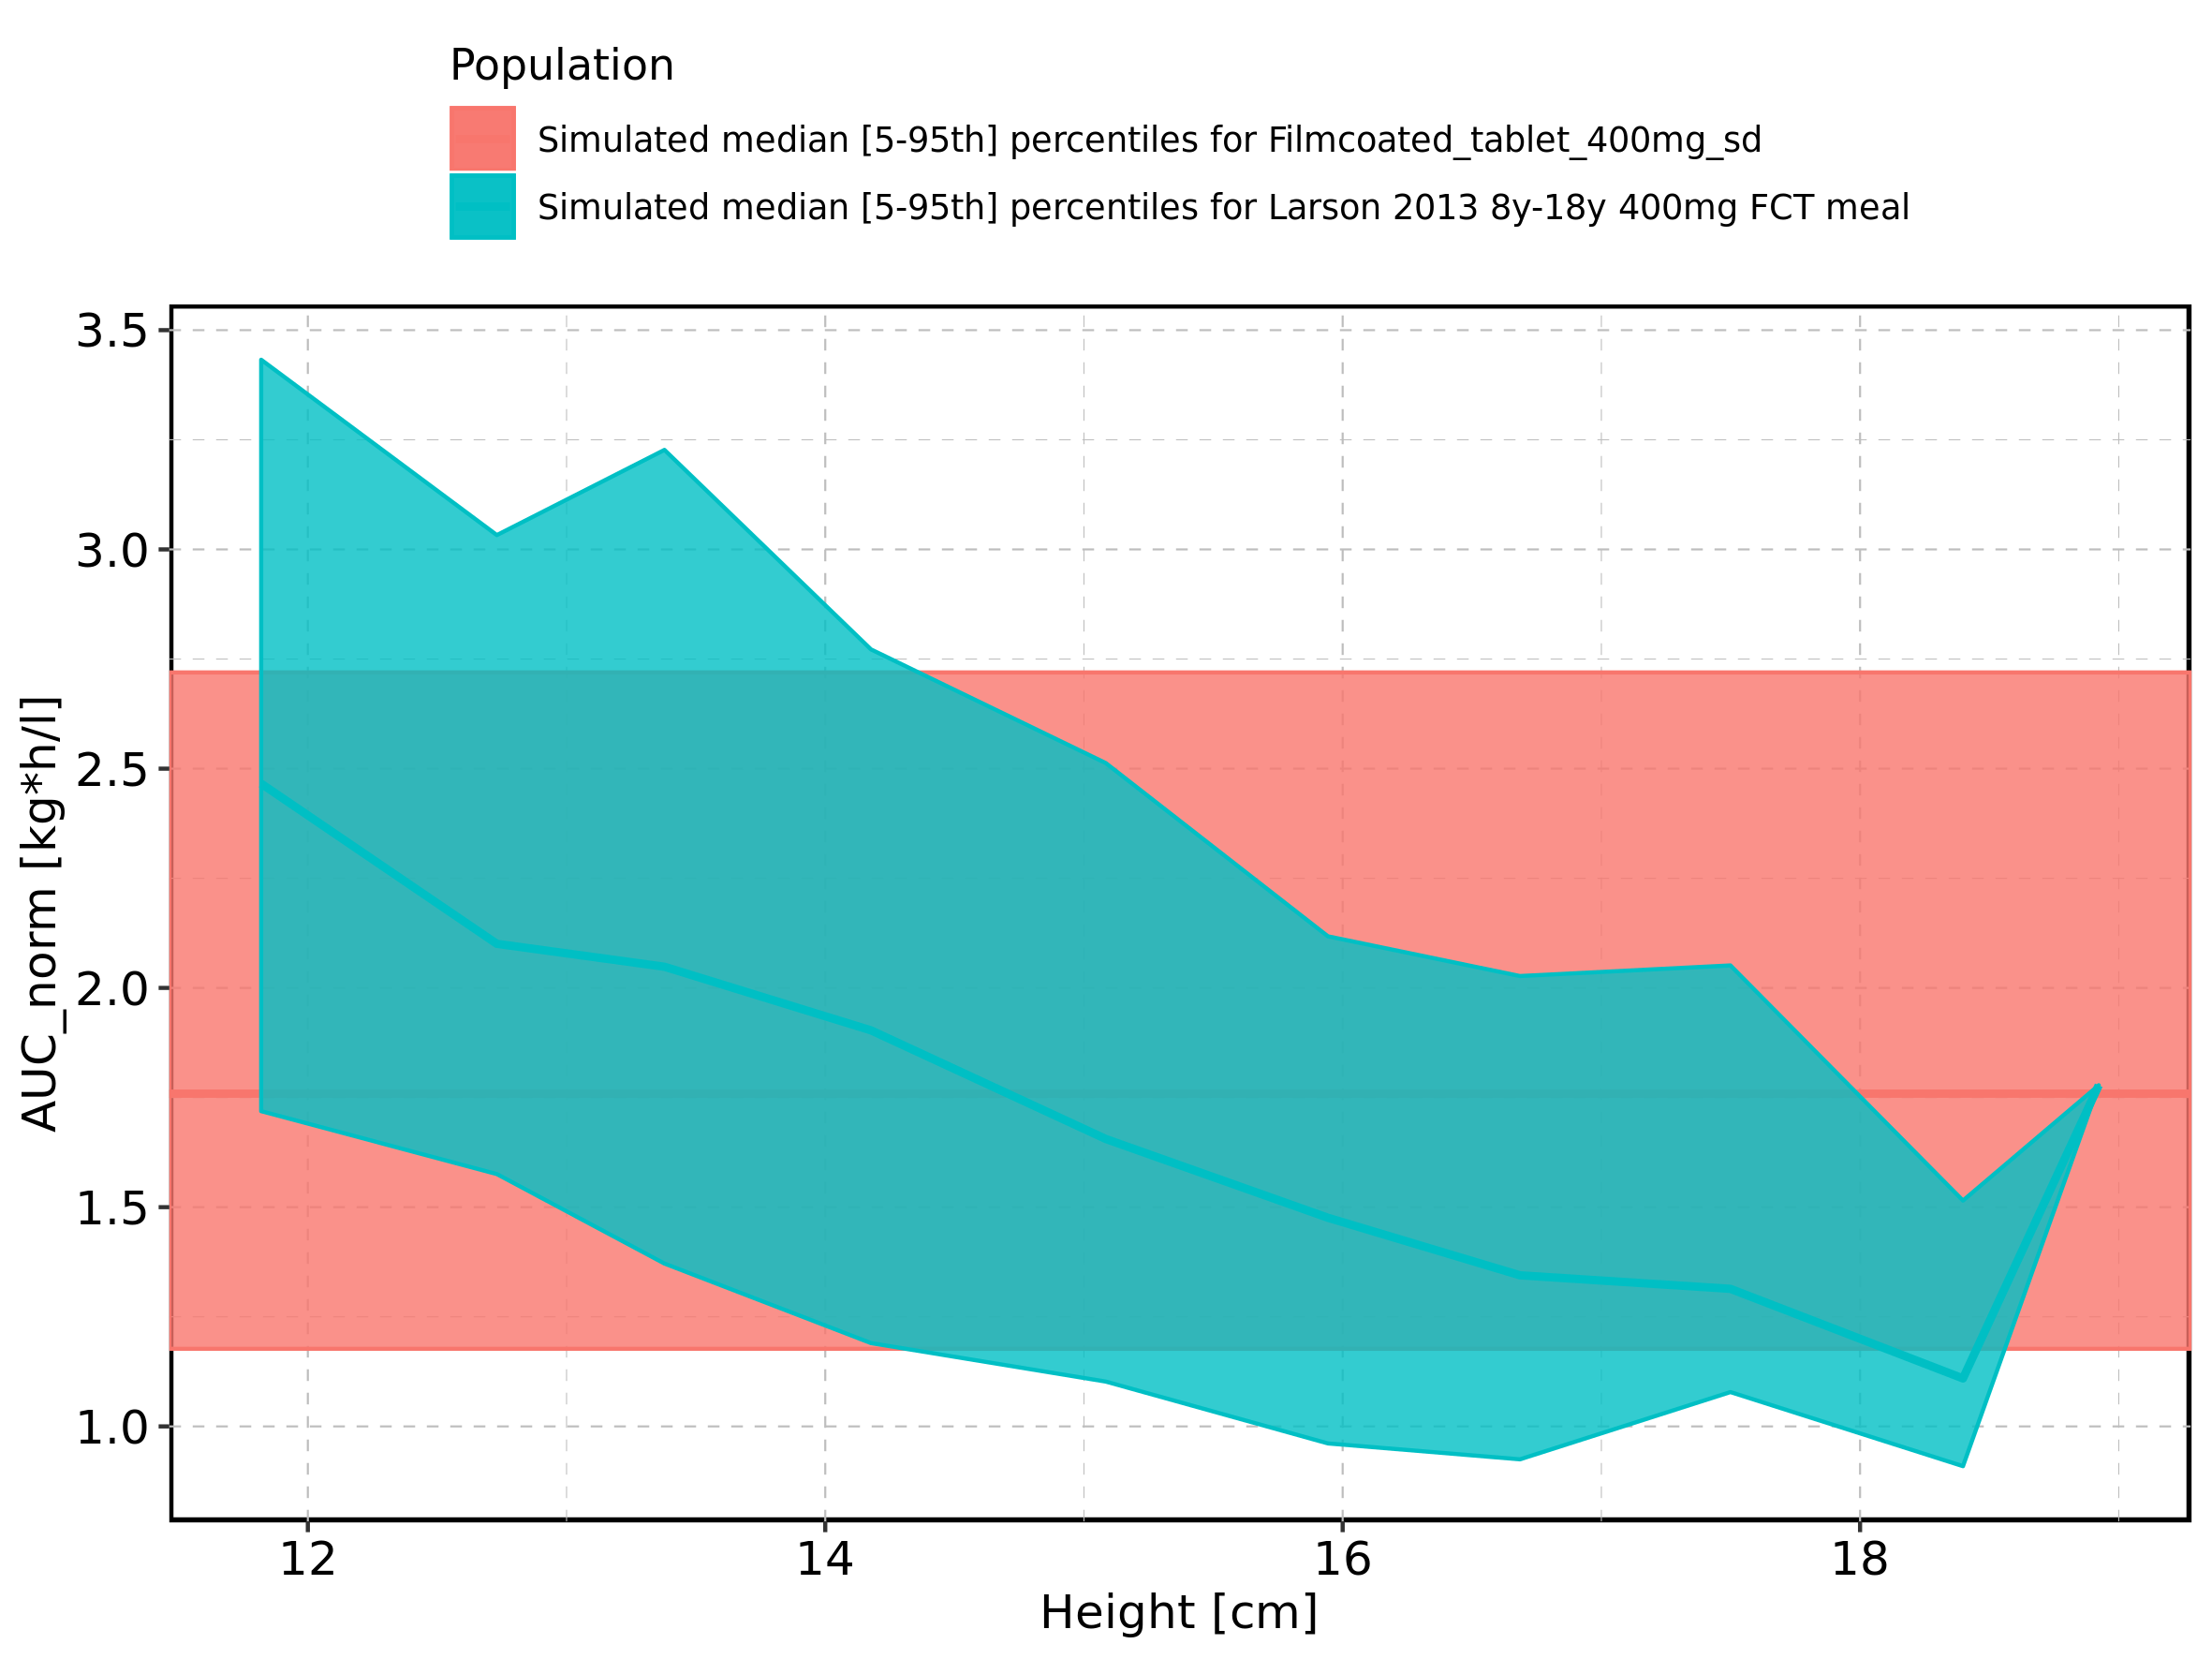 Population
Simulated median [5-95th] percentiles for Filmcoated_tablet_400mg_sd
Simulated median [5-95th] percentiles for Larson 2013 8y-18y 400mg FCT meal
AUC_norm [kg*h/l]
3.5
3.0
2.5
2.0
1.5
1.0
12 14 16 18
Height [cm]